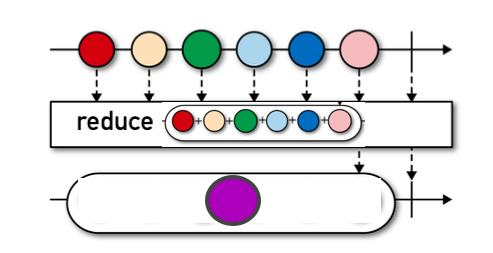 reduce + + + + +